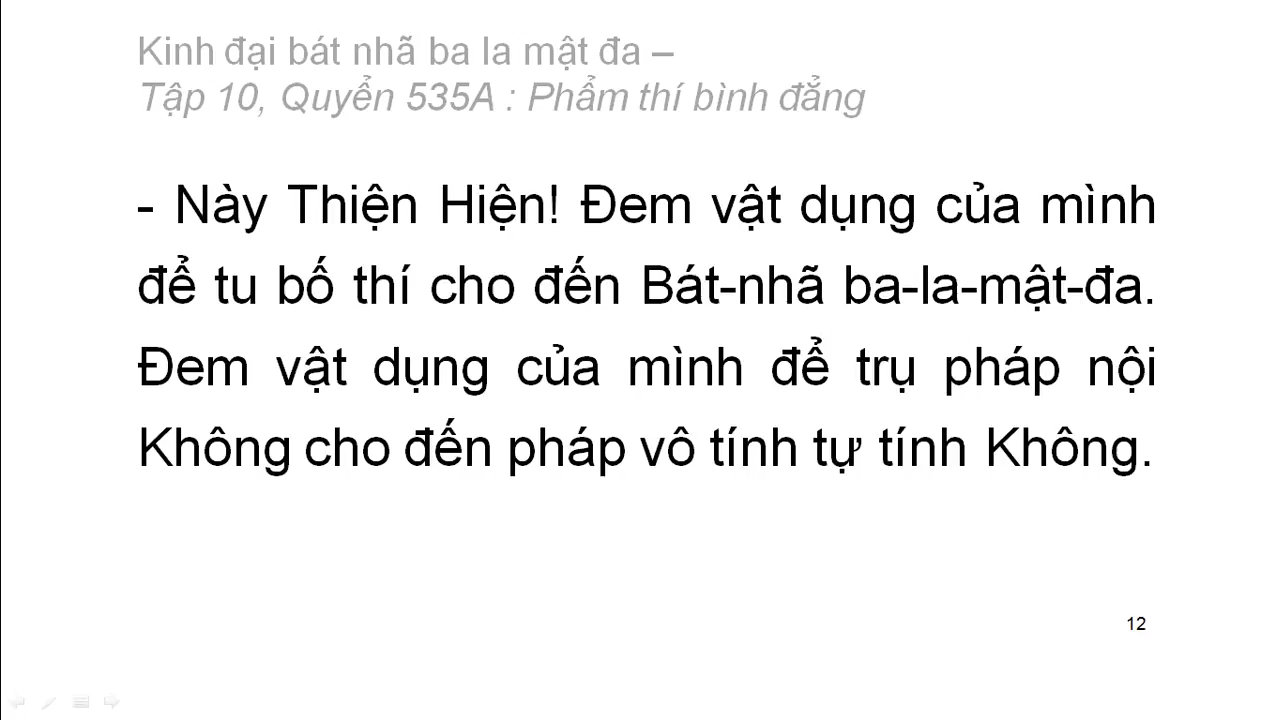 Kinh đại bát nhã ba la mật đa –
Tập 10, Quyển 535A : Phẩm thí bình đẳng
- Này Thiện Hiện! Đem vật dụng của mình
để tu bố thí cho đến Bát-nhã ba-la-mật-đa.
Đem vật dụng của mình để trụ pháp nội
Không cho đến pháp vô tính tự tính Không.
12